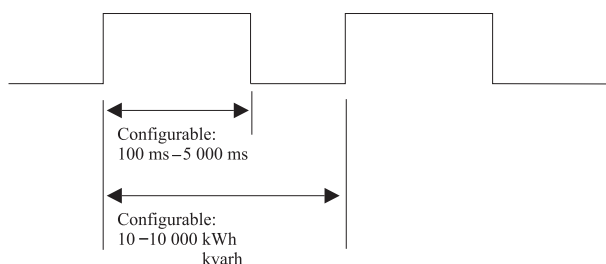 Configurable:
100 ms–5 000 ms
Configurable:
10–10 000 kWh
kvarh